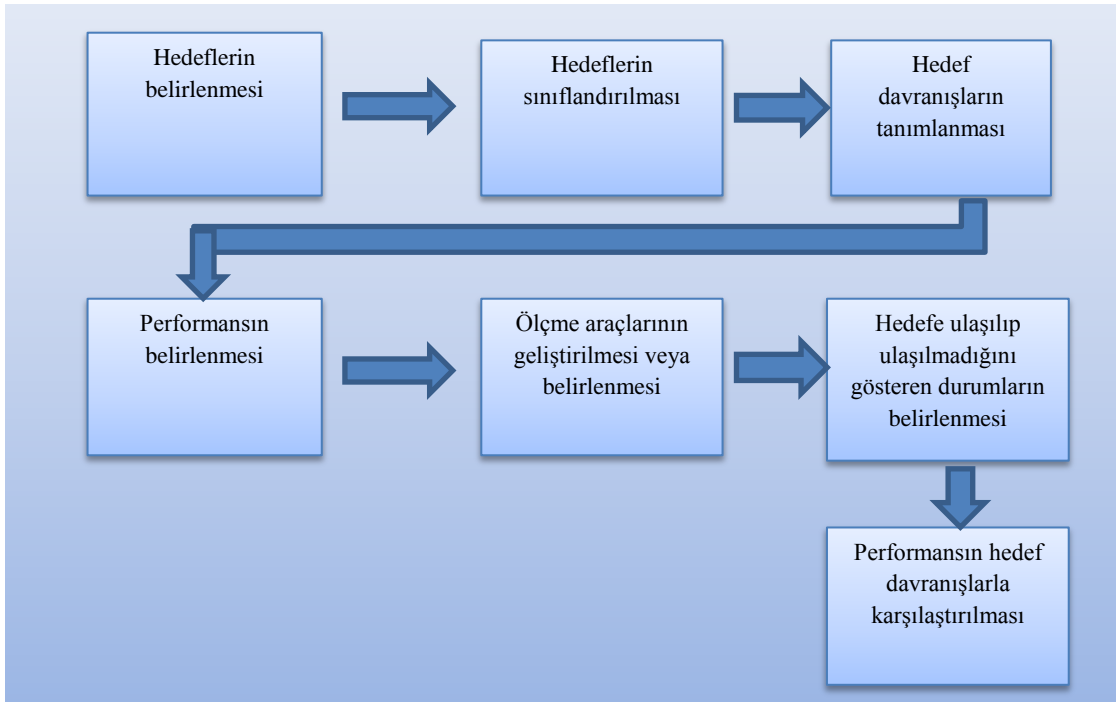 Hedeflerin
belirlenmesi
Hedeflerin
sınıflandırılması
Hedef
davranışların
tanımlanması
Performansın
belirlenmesi
Ölçme araçlarının
geliştirilmesi veya
belirlenmesi
Hedefe ulaşılıp
ulaşılmadığını
gösteren durumların
belirlenmesi
Performansın hedef
davranışlarla
karşılaştırılması